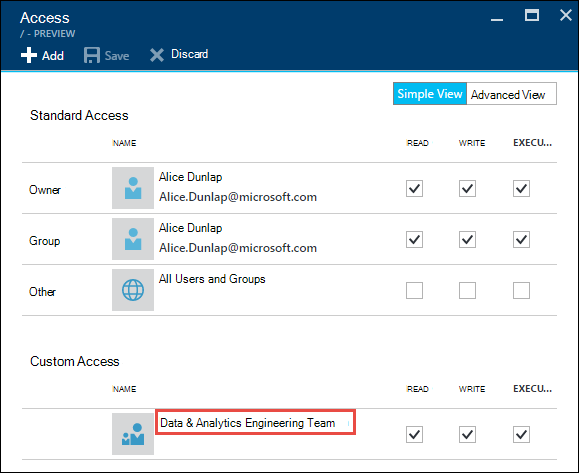 Access
/ - PREVIEW
Add Save Discard
Simple View Advanced View
Standard Access
NAME READ WRITE EXECU...
Owner Alice Dunlap
Alice.Dunlap@microsoft.com
Group Alice Dunlap
Alice.Dunlap@microsoft.com
Other All Users and Groups
Custom Access
NAME READ WRITE EXECU...
Data & Analytics Engineering Team